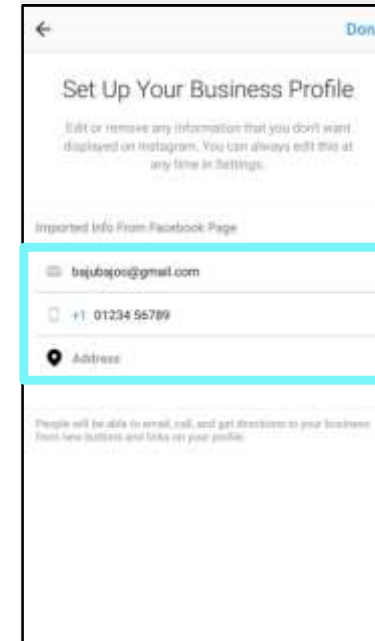 Don
Set Up Your Business Profile
Edit or remove any information that you don't want
displayed on Instagram. You can always edit this at
any time in Settings.
Imported Info From Facebook Page
bajubajoo@gmail.com
+1 01234 56789
Address
People will be able to email, call, and get directions to your business
from new buttons and links on your profile.